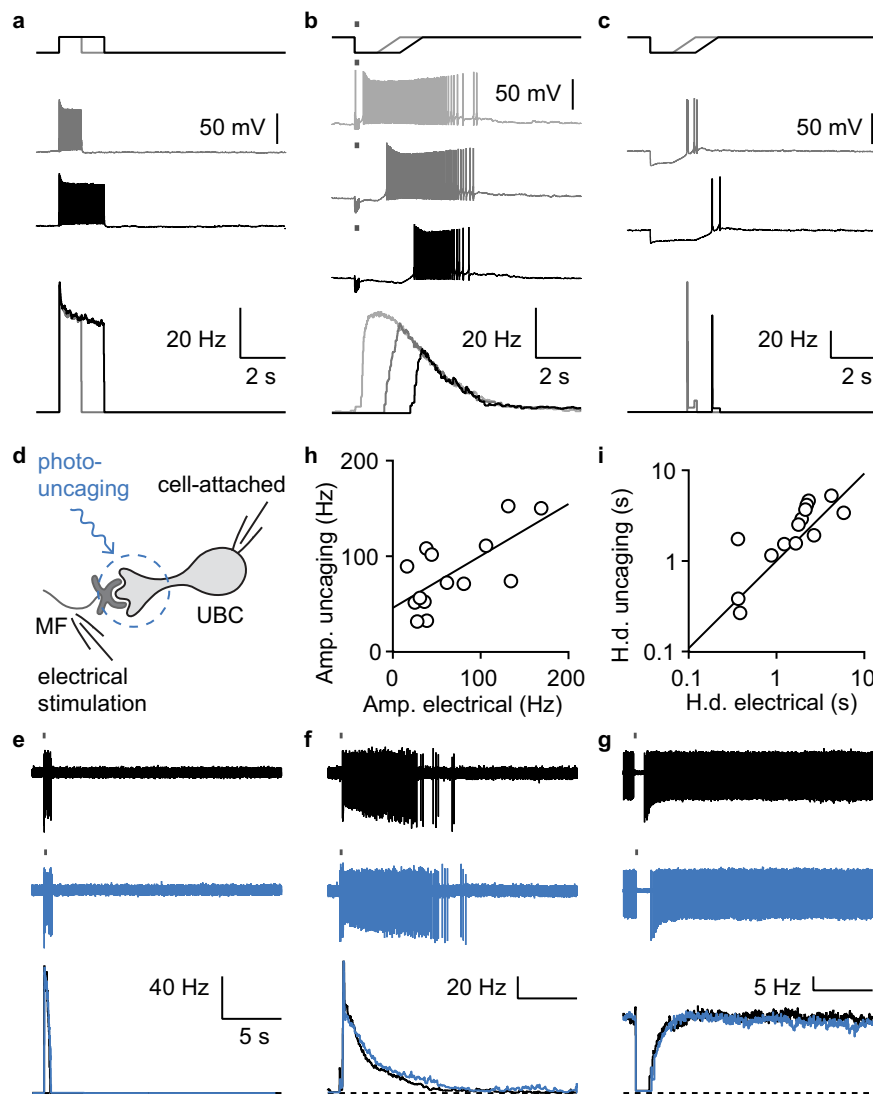 a
b
c
50 mV
50 mV
50 mV
20 Hz
2 s
20 Hz
2 s
20 Hz
2 s
d
photo-
uncaging
cell-attached
MF
UBC
electrical
stimulation
h
200
100
0
0 100 200
Amp. uncaging (Hz)
Amp. electrical (Hz)
i
10
1
0.1
0.1 1 10
H.d. uncaging (s)
H.d. electrical (s)
e
f
g
40 Hz
5 s
20 Hz
5 Hz